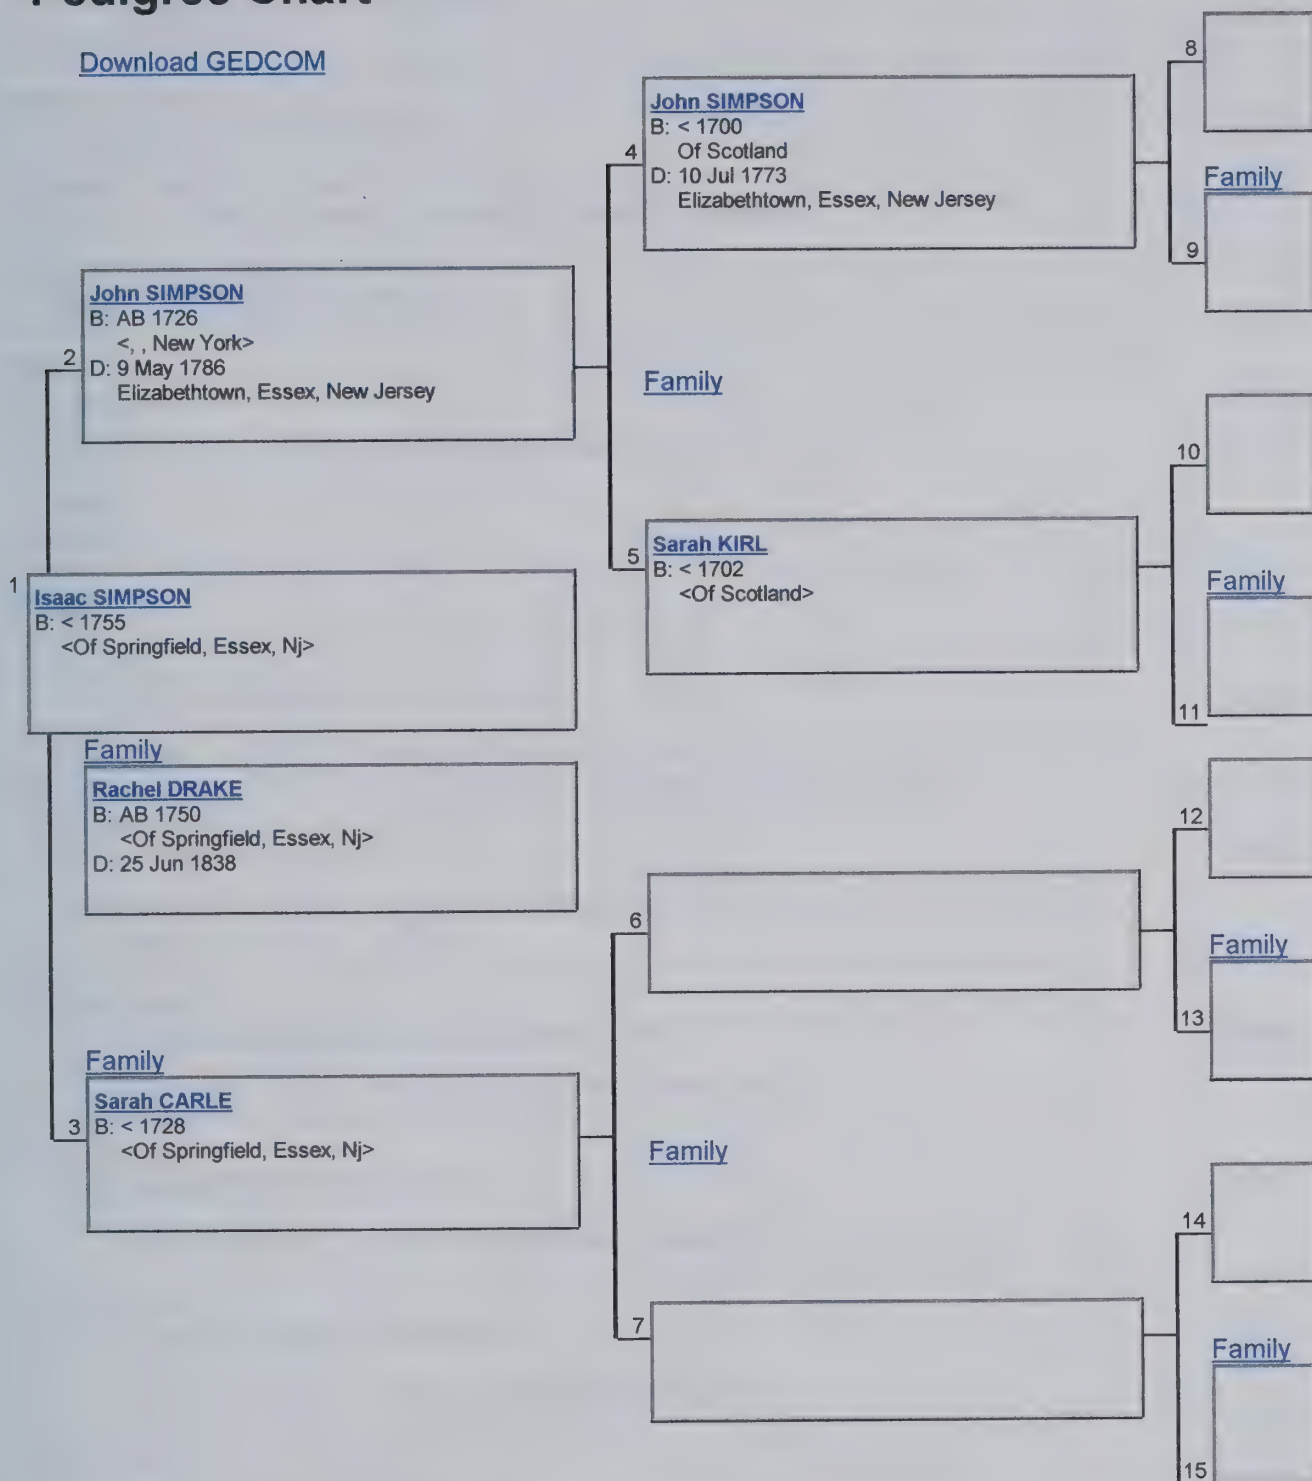 Pedigree Chart
Download GEDCOM
8
John SIMPSON
B: < 1700
Of Scotland
D: 10 Jul 1773
Elizabethtown, Essex, New Jersey
4
Family
9
John SIMPSON
B: AB 1726
<, , New York>
D: 9 May 1786
Elizabethtown, Essex, New Jersey
2
Family
10
Sarah KIRL
B: < 1702
<Of Scotland>
5
Family
11
1
Isaac SIMPSON
B: < 1755
<Of Springfield, Essex, Nj>
Family
Rachel DRAKE
B: AB 1750
<Of Springfield, Essex, Nj>
D: 25 Jun 1838
12
6
Family
13
Family
Sarah CARLE
3
B: < 1728
<Of Springfield, Essex, Nj>
Family
14
7
Family
15